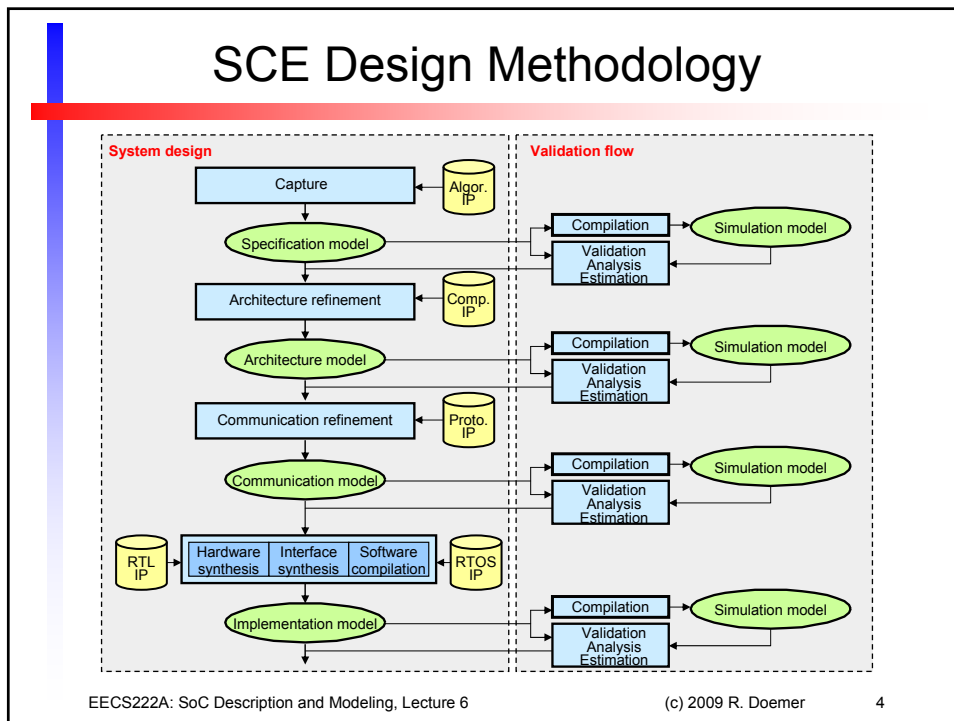 SCE Design Methodology
System design
Validation flow
Capture
Algor.
IP
Specification model
Compilation
Simulation model
Validation
Analysis
Estimation
Architecture refinement
Comp.
IP
Architecture model
Compilation
Simulation model
Validation
Analysis
Estimation
Communication refinement
Proto.
IP
Communication model
Compilation
Simulation model
Validation
Analysis
Estimation
RTL
IP
Hardware
synthesis
Interface
synthesis
Software
compilation
RTOS
IP
Implementation model
Compilation
Simulation model
Validation
Analysis
Estimation
EECS222A: SoC Description and Modeling, Lecture 6
(c) 2009 R. Doemer
4